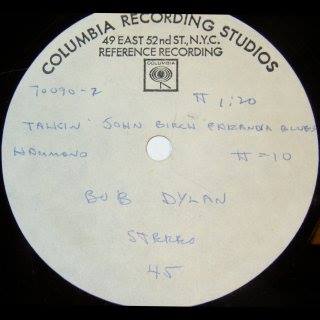 COLUMBIA RECORDING STUDIOS
49 EAST 52nd ST., N.Y.C.
REFERENCE RECORDING
COLUMBIA
70090-2
1:20
TALKIN' JOHN BIRCH BLUES
HAMMOND
=10
BOB DYLAN
STEREO
45